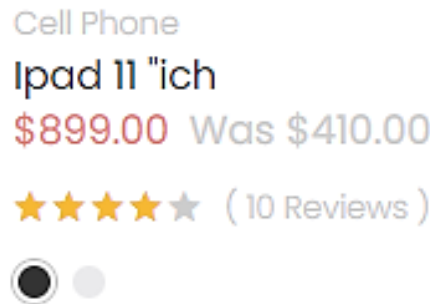 Cell Phone
Ipad 11 "ich
$899.00 Was $410.00
( 10 Reviews )